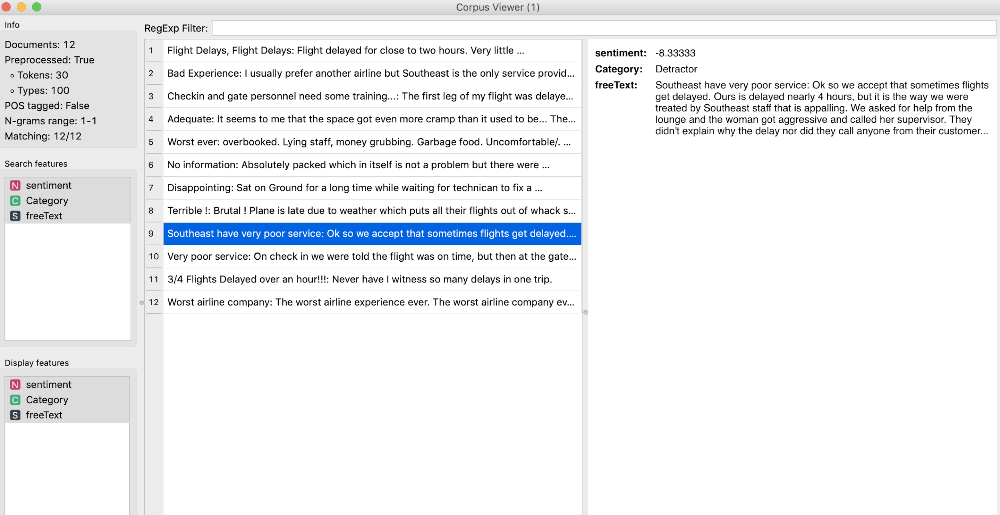 Corpus Viewer (1)
Info
Documents: 12
Preprocessed: True
Tokens: 30
Types: 100
POS tagged: False
N-grams range: 1-1
Matching: 12/12
Search features
N sentiment
C Category
S freeText
Display features
N sentiment
C Category
S freeText
RegExp Filter:
1 Flight Delays, Flight Delays: Flight delayed for close to two hours. Very little ...
2 Bad Experience: I usually prefer another airline but Southeast is the only service provid...
3 Checkin and gate personnel need some training...: The first leg of my flight was delaye...
4 Adequate: It seems to me that the space got even more cramp than it used to be... The...
5 Worst ever: overbooked. Lying staff, money grubbing. Garbage food. Uncomfortable/. ...
6 No information: Absolutely packed which in itself is not a problem but there were ...
7 Disappointing: Sat on Ground for a long time while waiting for technican to fix a ...
8 Terrible !: Brutal ! Plane is late due to weather which puts all their flights out of whack s...
9 Southeast have very poor service: Ok so we accept that sometimes flights get delayed....
10 Very poor service: On check in we were told the flight was on time, but then at the gate...
11 3/4 Flights Delayed over an hour!!!: Never have I witness so many delays in one trip.
12 Worst airline company: The worst airline experience ever. The worst airline company ev...
sentiment: -8.33333
Category: Detractor
freeText: Southeast have very poor service: Ok so we accept that sometimes flights
get delayed. Ours is delayed nearly 4 hours, but it is the way we were
treated by Southeast staff that is appalling. We asked for help from the
lounge and the woman got aggressive and called her supervisor. They
didn't explain why the delay nor did they call anyone from their customer...